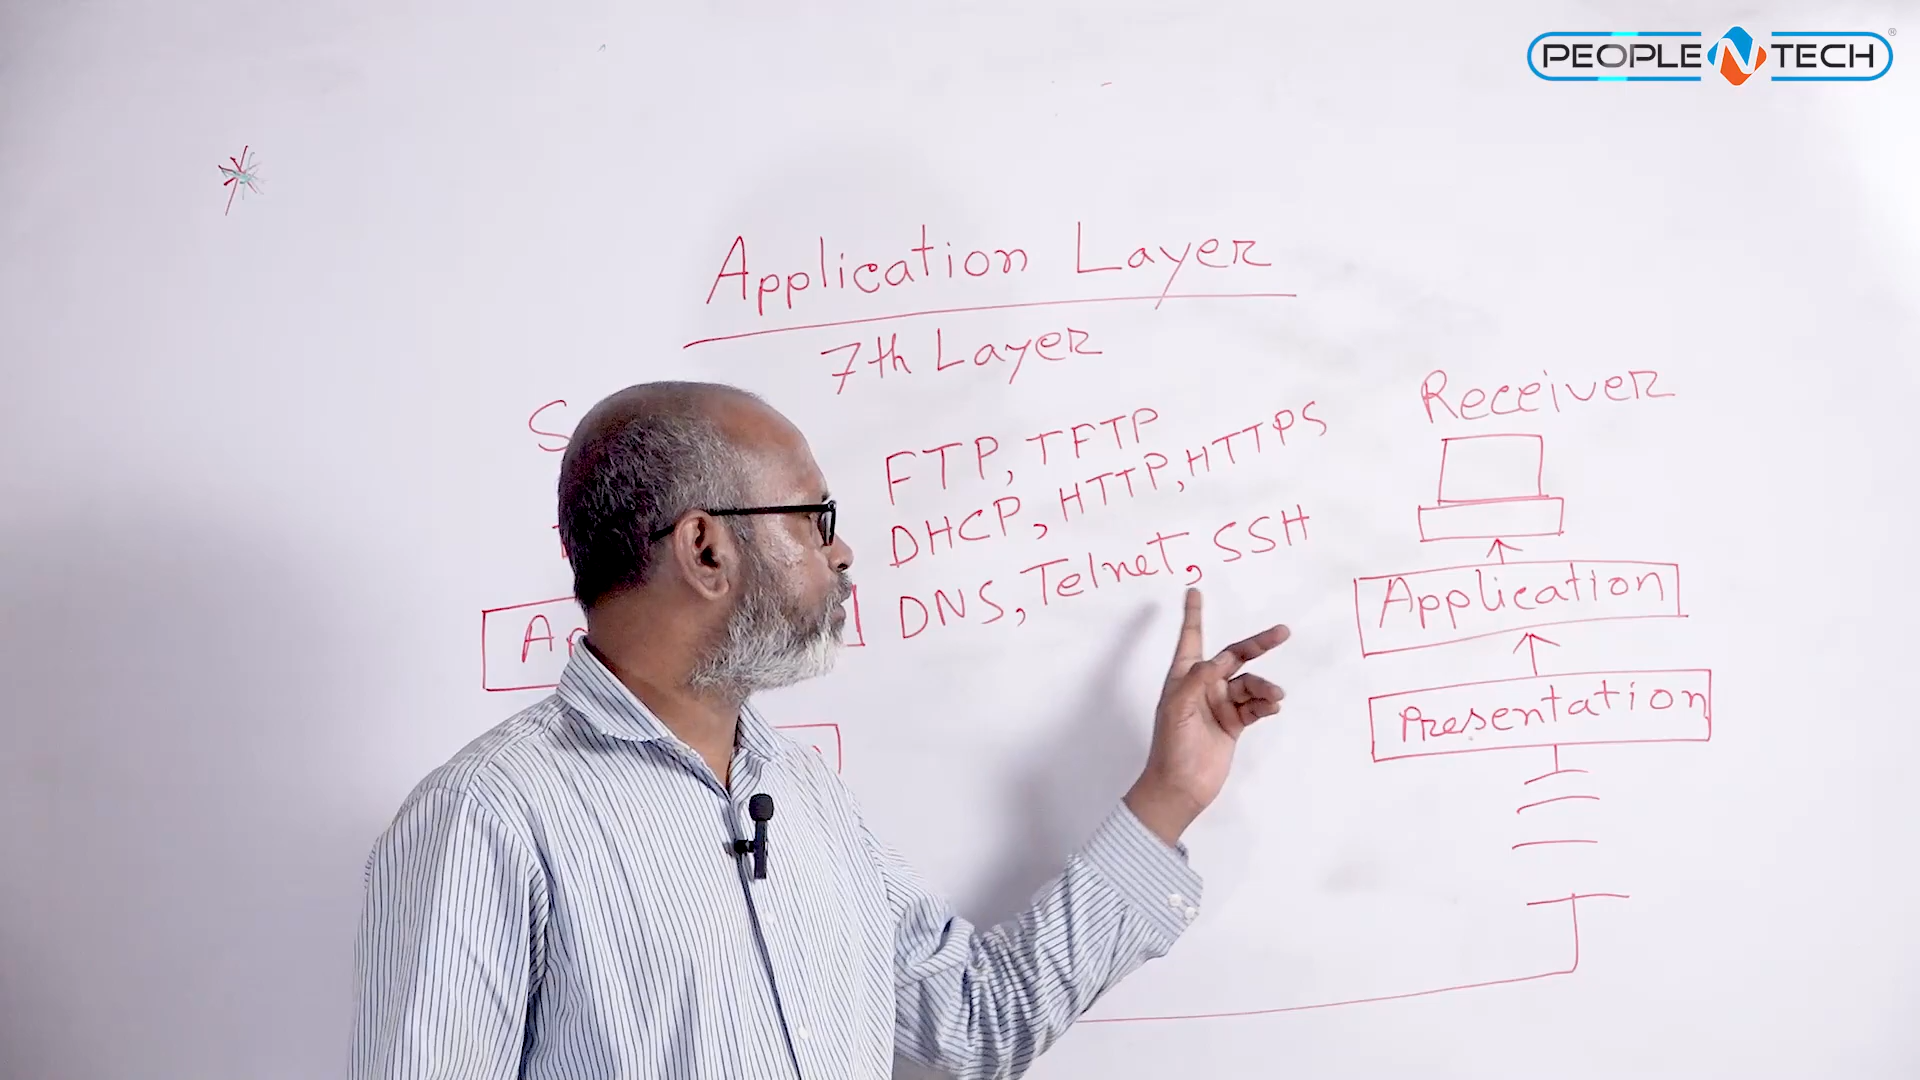 PEOPLE N TECH
Application Layer
7th Layer
FTP, TFTP
DHCP, HTTP, HTTPS
DNS, Telnet, SSH
Receiver
Application
Presentation